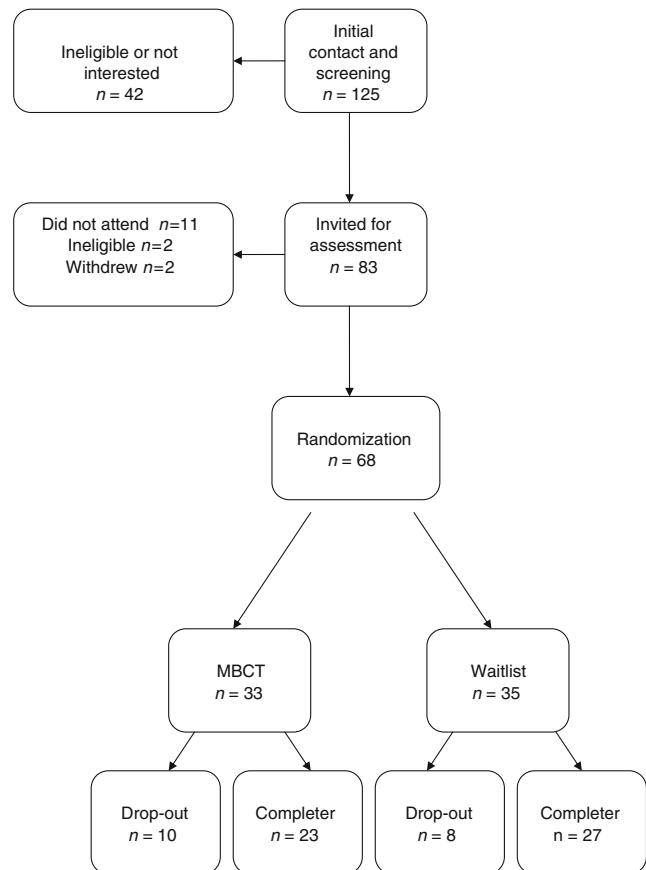 Ineligible or not
interested
n = 42
Initial
contact and
screening
n = 125
Did not attend n=11
Ineligible n=2
Withdrew n=2
Invited for
assessment
n = 83
Randomization
n = 68
MBCT
n = 33
Waitlist
n = 35
Drop-out
n = 10
Completer
n = 23
Drop-out
n = 8
Completer
n = 27